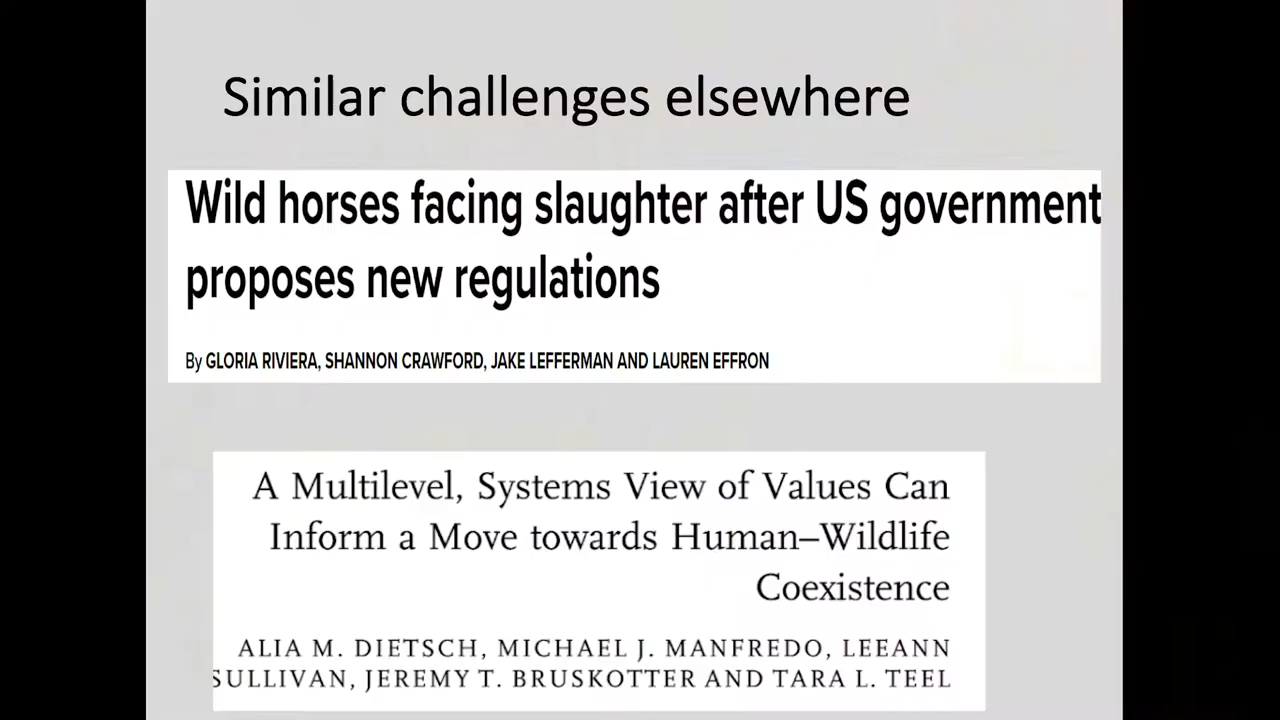 Similar challenges elsewhere
Wild horses facing slaughter after US government
proposes new regulations
By GLORIA RIVIERA, SHANNON CRAWFORD, JAKE LEFFERMAN AND LAUREN EFFRON
A Multilevel, Systems View of Values Can
Inform a Move towards Human–Wildlife
Coexistence
ALIA M. DIETSCH, MICHAEL J. MANFREDO, LEEANN
SULLIVAN, JEREMY T. BRUSKOTTER AND TARA L. TEEL